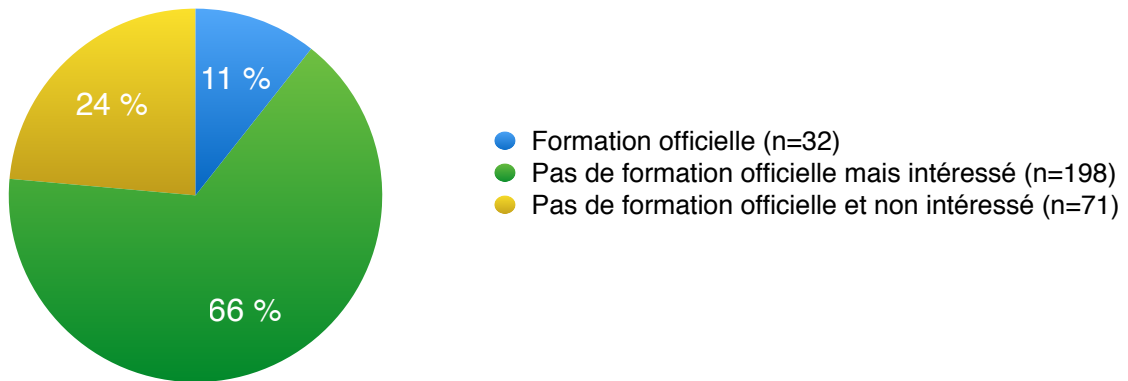 11 %
24 %
66 %
Formation officielle (n=32)
Pas de formation officielle mais intéressé (n=198)
Pas de formation officielle et non intéressé (n=71)